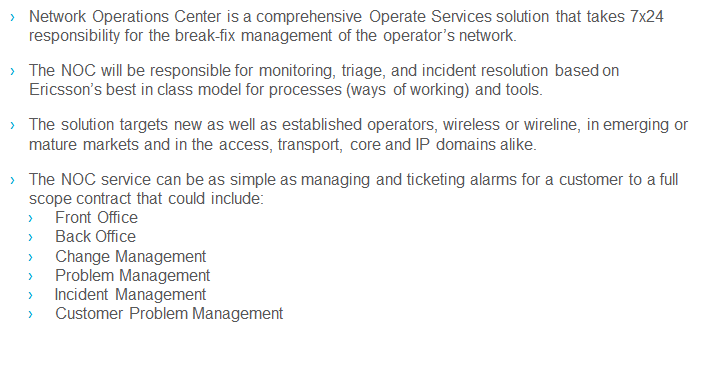 › Network Operations Center is a comprehensive Operate Services solution that takes 7x24
responsibility for the break-fix management of the operator's network.
› The NOC will be responsible for monitoring, triage, and incident resolution based on
Ericsson's best in class model for processes (ways of working) and tools.
› The solution targets new as well as established operators, wireless or wireline, in emerging or
mature markets and in the access, transport, core and IP domains alike.
› The NOC service can be as simple as managing and ticketing alarms for a customer to a full
scope contract that could include:
› Front Office
› Back Office
› Change Management
› Problem Management
› Incident Management
› Customer Problem Management